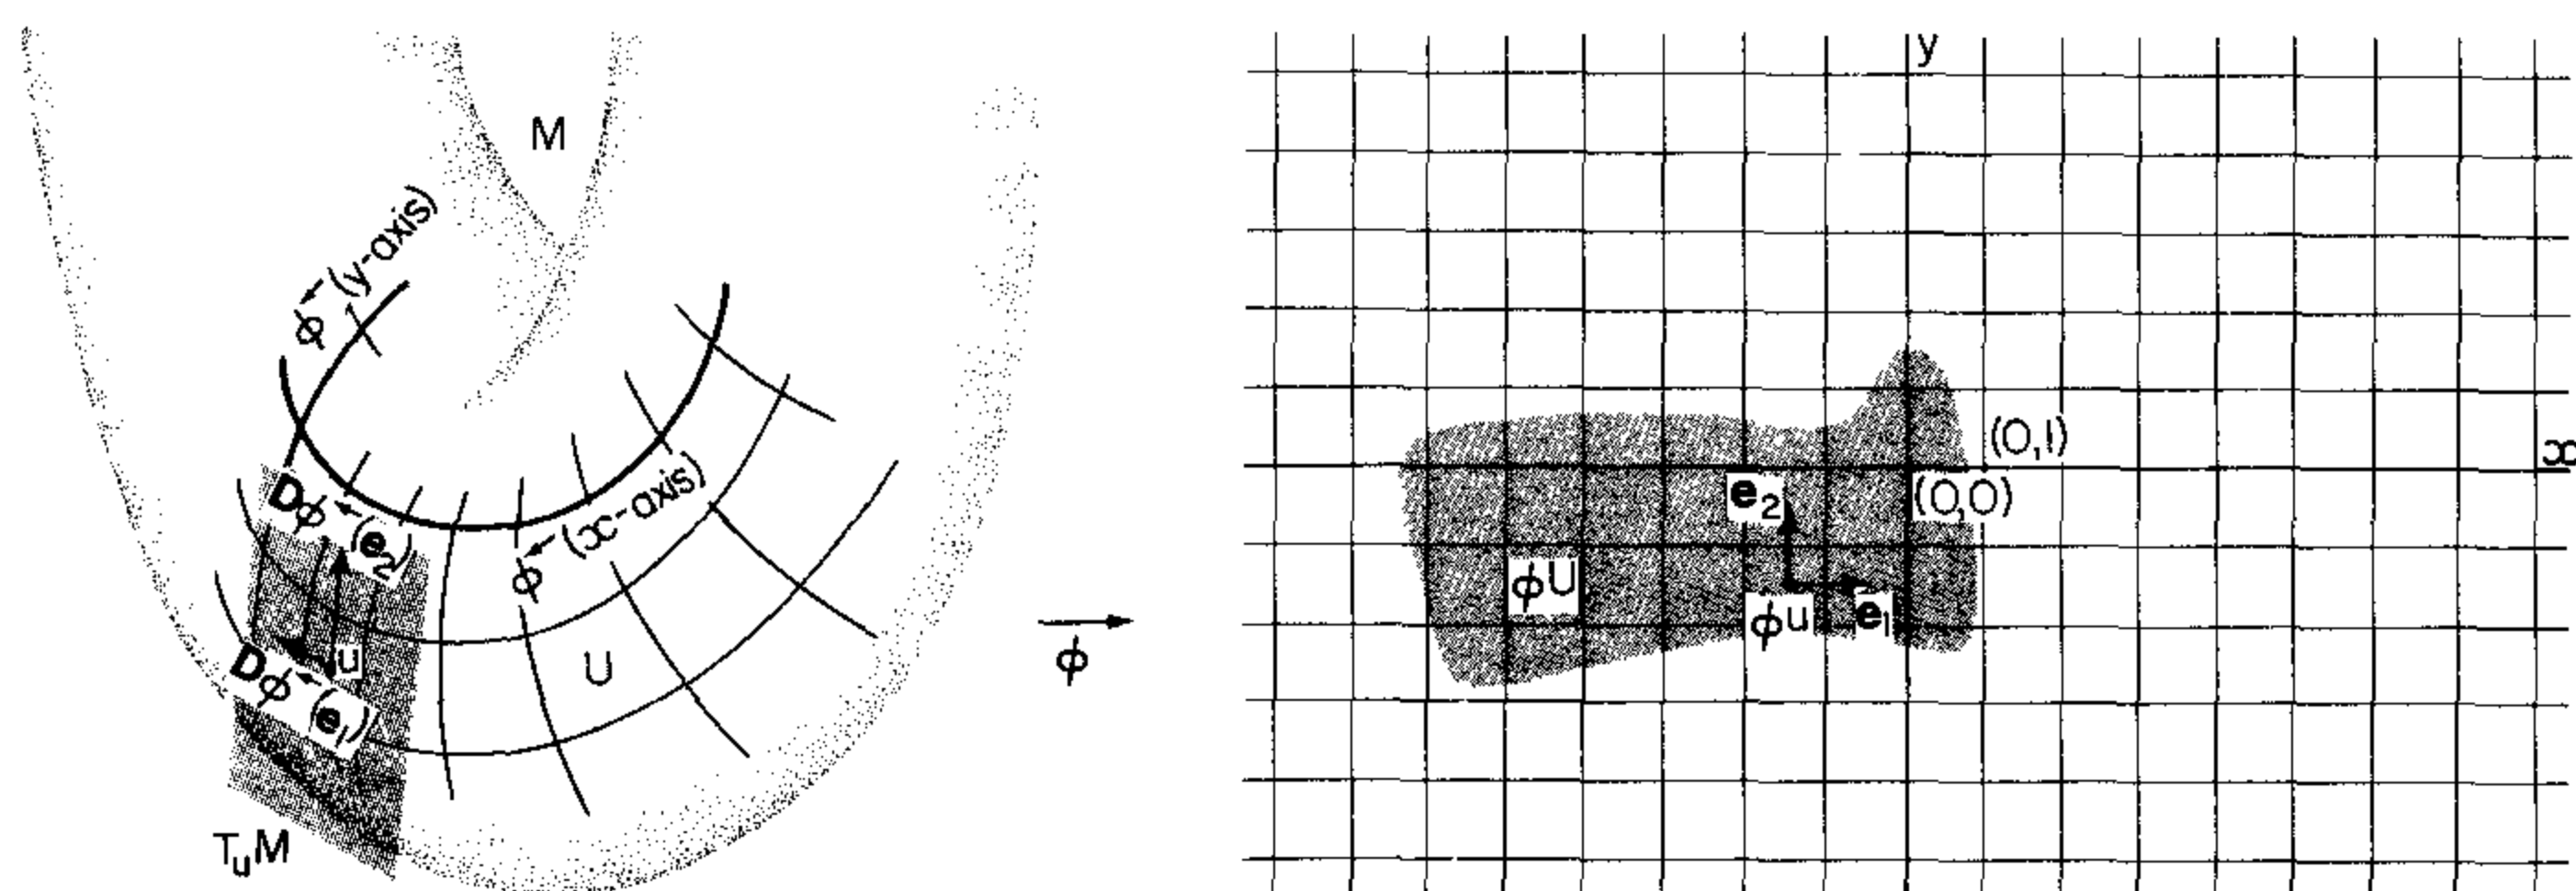 M
ϕ←(y-axis)
Dϕ←(e₂)
ϕ←(x-axis)
u
Dϕ←(e₁)
U
TᵤM
ϕ
y
(0,1)
x
e₂
(0,0)
ϕU
ϕu
e₁